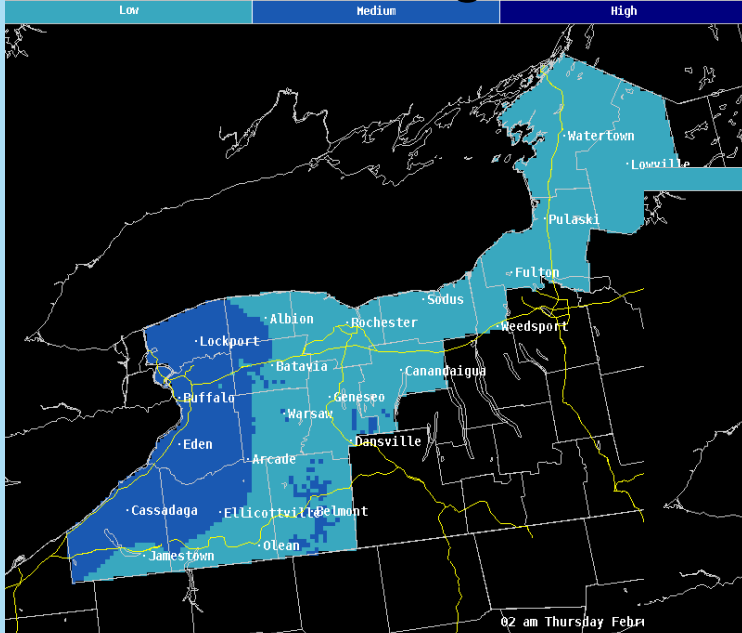 Low Medium High
Watertown
Lowville
Pulaski
Fulton
Sodus
Albion
Rochester
Weedsport
Lockport
Batavia
Canandaigua
Buffalo
Geneseo
Warsaw
Eden
Dansville
Arcade
Cassadaga
Ellicottville
Belmont
Olean
Jamestown
02 am Thursday Febru